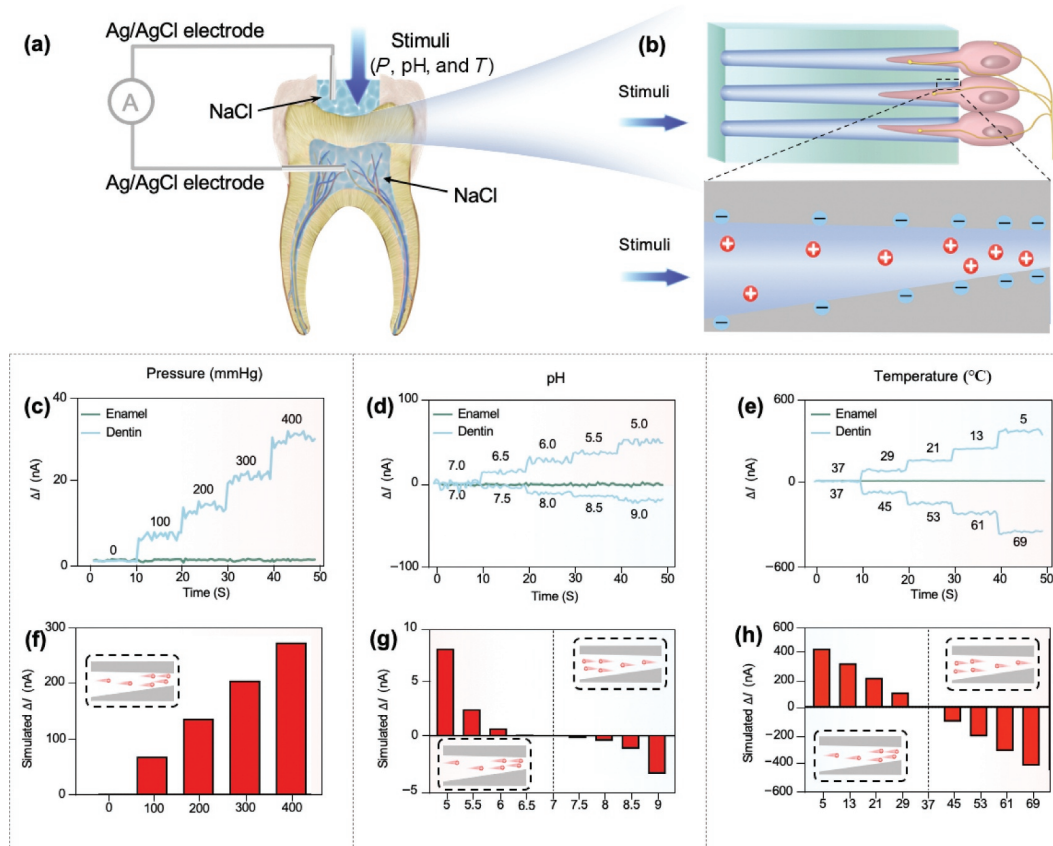 (a)
Ag/AgCl electrode
Stimuli
(P, pH, and T)
A
NaCl
Ag/AgCl electrode
NaCl
(b)
Stimuli
Stimuli
+ + + + + + + +
− − − − − − − − − − − −
Pressure (mmHg)
(c)
40
20
0
ΔI (nA)
Enamel
Dentin
0
100
200
300
400
0 10 20 30 40 50
Time (S)
pH
(d)
100
0
−100
ΔI (nA)
Enamel
Dentin
7.0 6.5 6.0 5.5 5.0
7.0 7.5 8.0 8.5 9.0
0 10 20 30 40 50
Time (S)
Temperature (°C)
(e)
600
0
−600
ΔI (nA)
Enamel
Dentin
37 29 21 13 5
37 45 53 61 69
0 10 20 30 40 50
Time (S)
(f)
300
200
100
0
Simulated ΔI (nA)
0 100 200 300 400
(g)
10
5
0
−5
Simulated ΔI (nA)
5 5.5 6 6.5 7 7.5 8 8.5 9
(h)
600
400
200
0
−200
−400
−600
Simulated ΔI (nA)
5 13 21 29 37 45 53 61 69